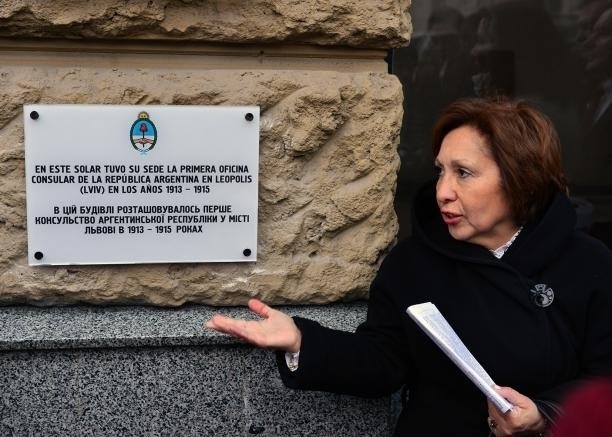 EN ESTE SOLAR TUVO SU SEDE LA PRIMERA OFICINA
CONSULAR DE LA REPÚBLICA ARGENTINA EN LEOPOLIS
(LVIV) EN LOS AÑOS 1913 - 1915
В ЦІЙ БУДІВЛІ РОЗТАШОВУВАЛОСЬ ПЕРШЕ
КОНСУЛЬСТВО АРГЕНТИНСЬКОЇ РЕСПУБЛІКИ У МІСТІ
ЛЬВОВІ В 1913 - 1915 РОКАХ